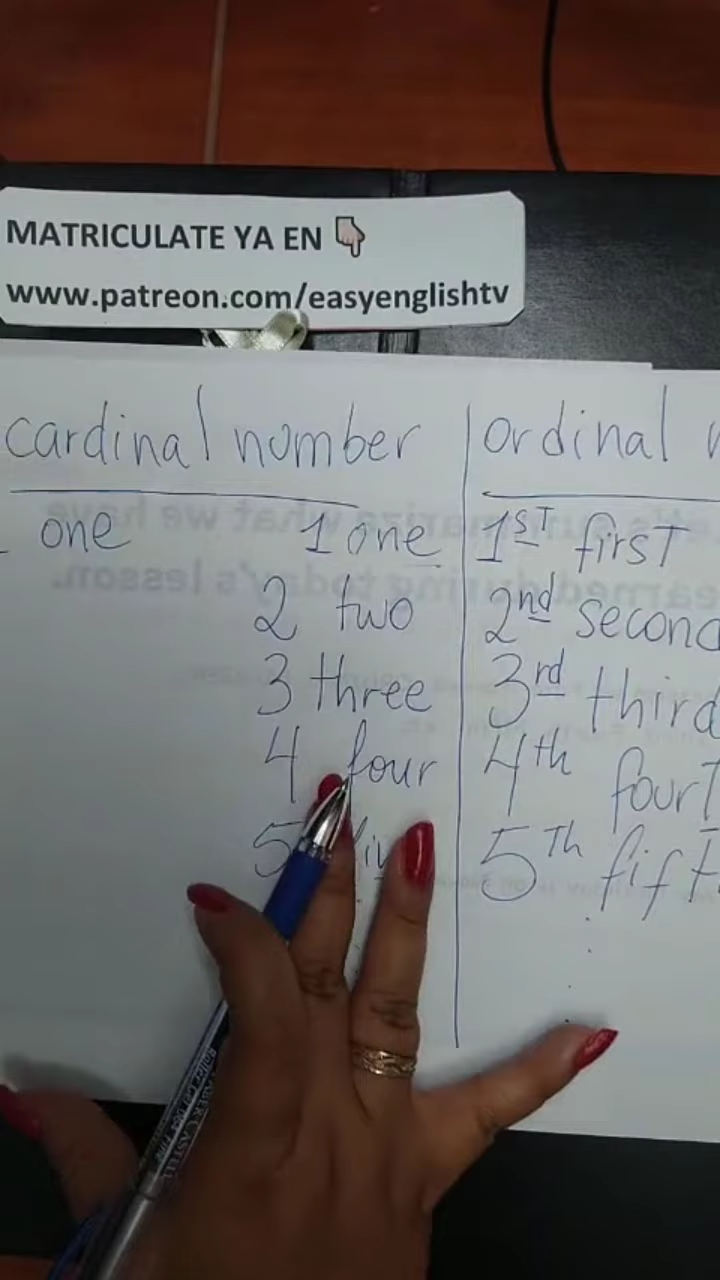 MATRICULATE YA EN
www.patreon.com/easyenglishtv
cardinal number
one
1 one
2 two
3 three
4 four
5
ordinal
1ST first
2nd second
3rd third
4th
5Th